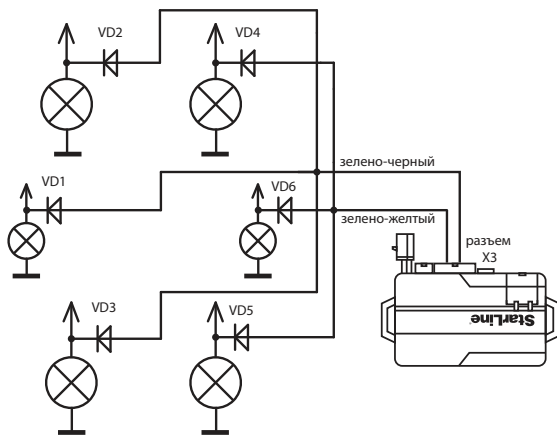 VD2
VD4
зелено-черный
VD1
VD6
зелено-желтый
разъем
X3
StarLine
VD3
VD5